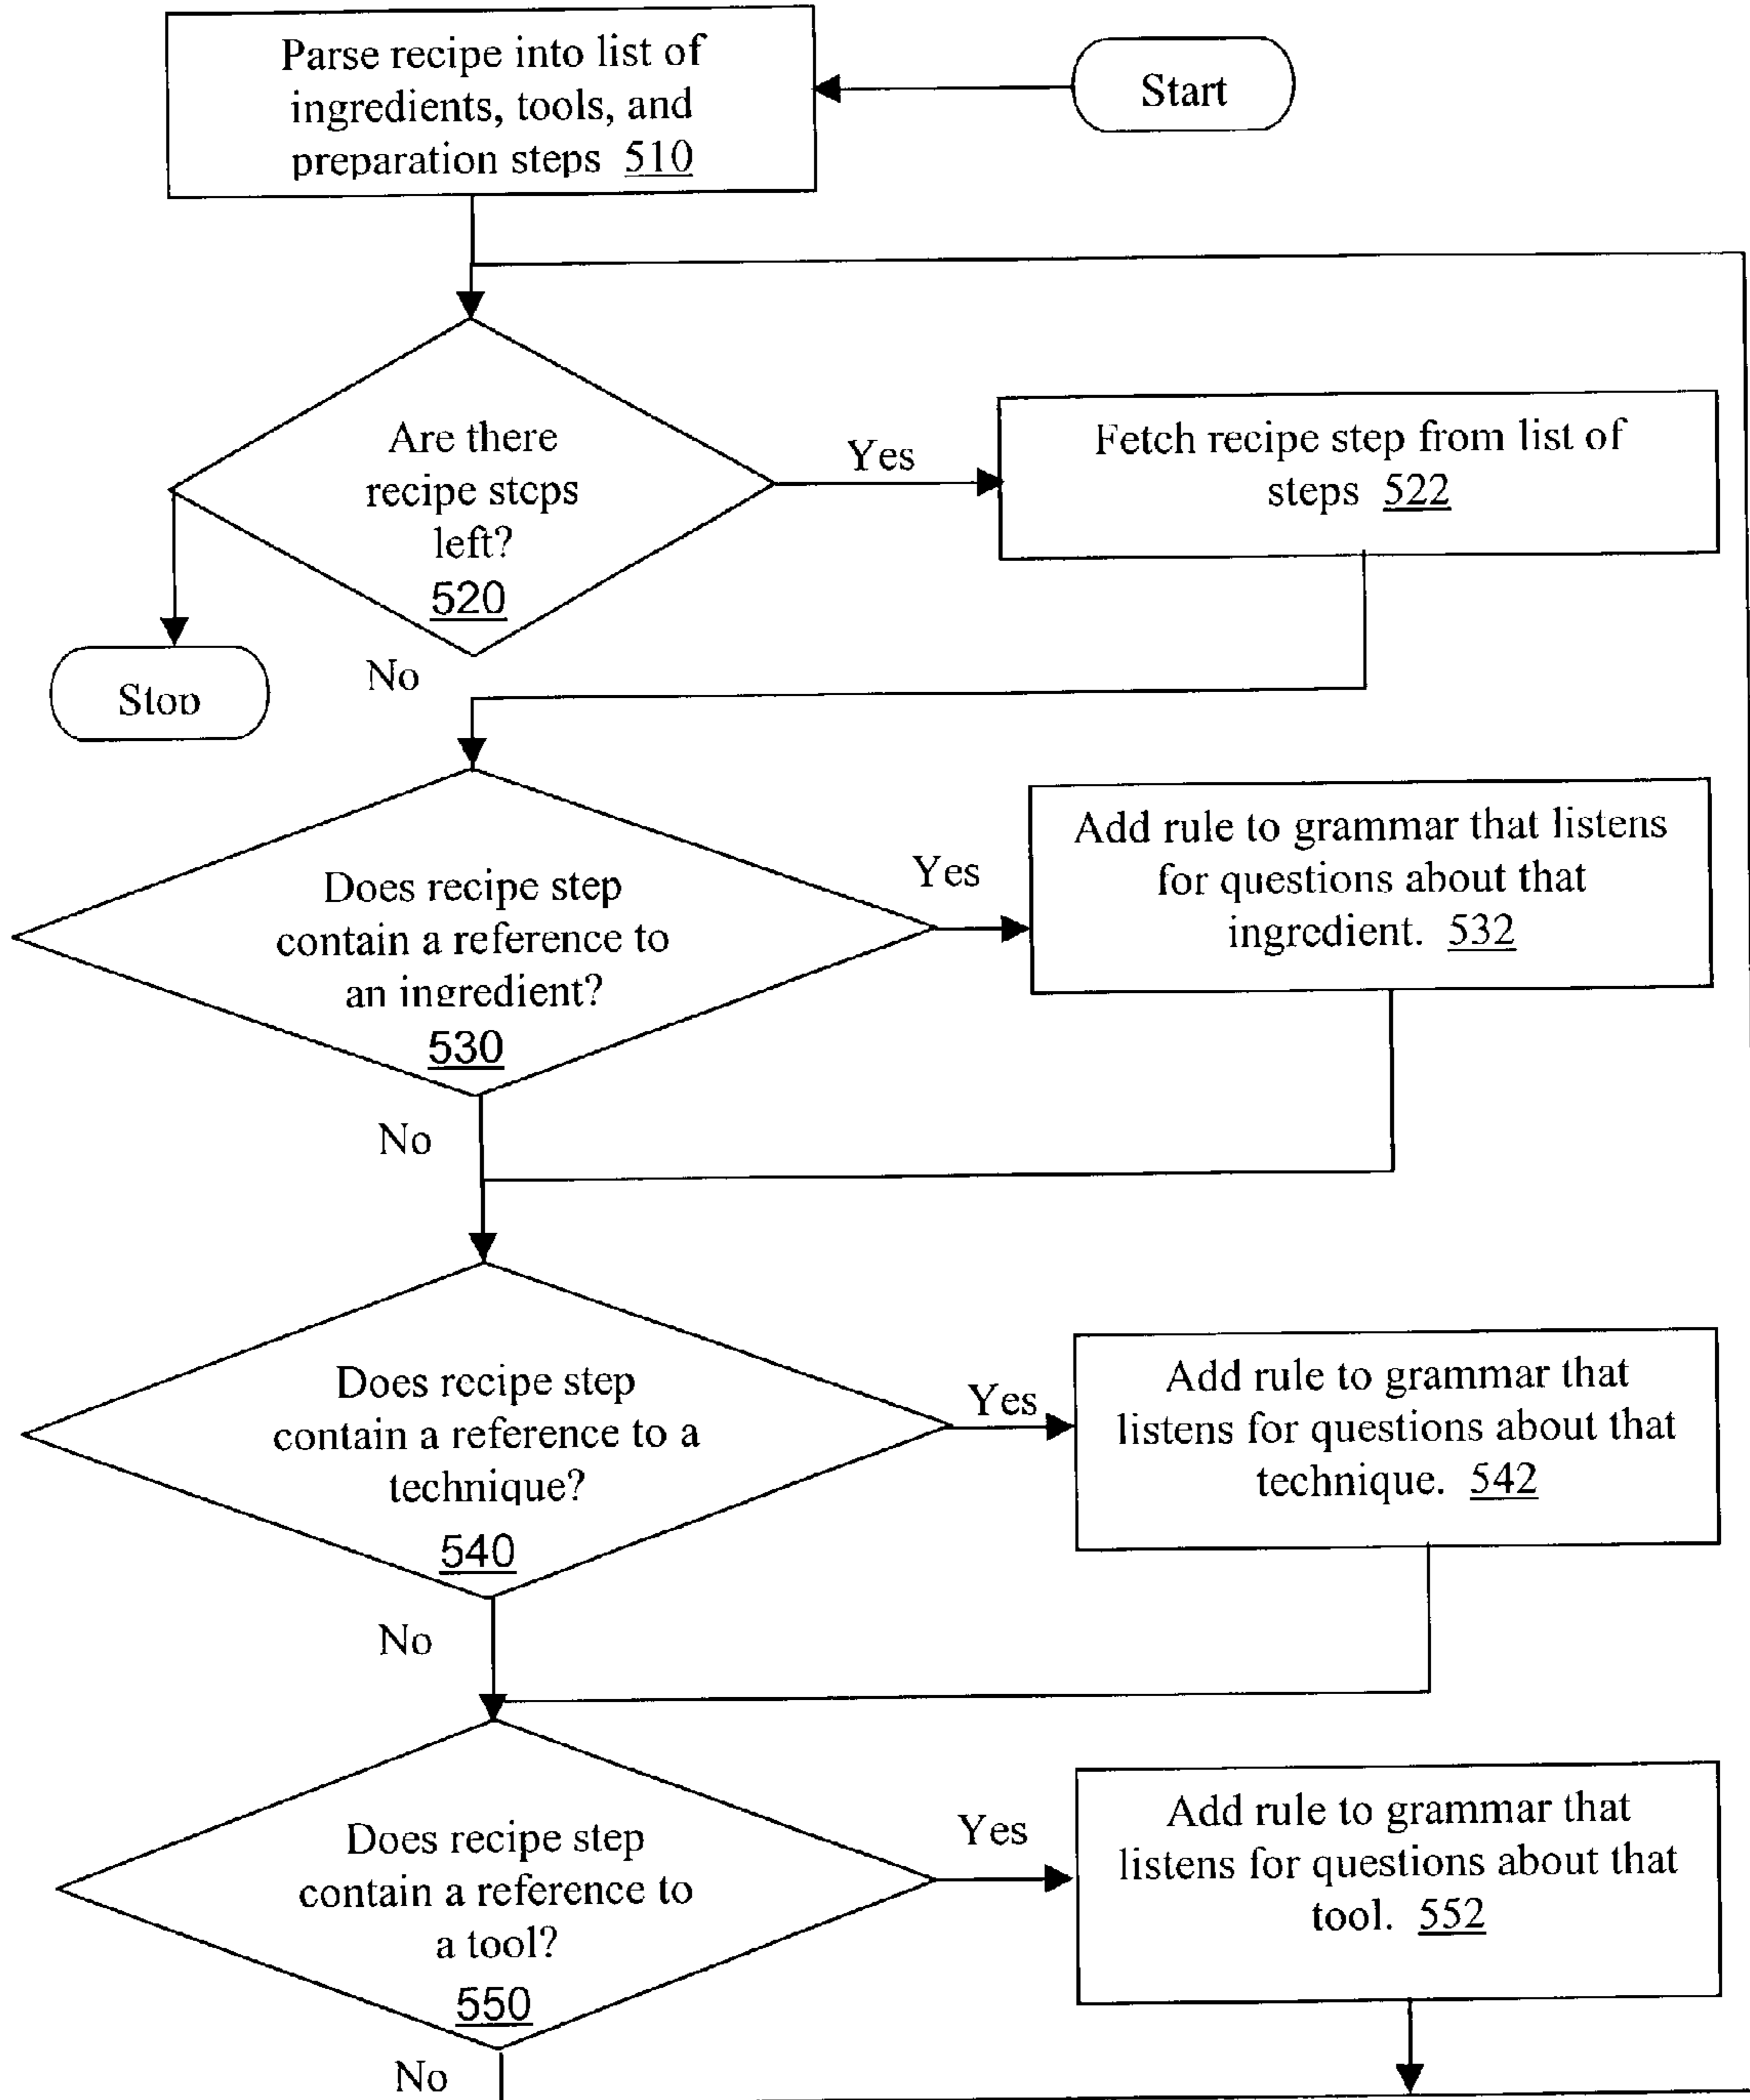 Parse recipe into list of
ingredients, tools, and
preparation steps 510
Start
Are there
recipe steps
left?
520
Yes
Fetch recipe step from list of
steps 522
Stop
No
Does recipe step
contain a reference to
an ingredient?
530
Yes
Add rule to grammar that listens
for questions about that
ingredient. 532
No
Does recipe step
contain a reference to a
technique?
540
Yes
Add rule to grammar that
listens for questions about that
technique. 542
No
Does recipe step
contain a reference to
a tool?
550
Yes
Add rule to grammar that
listens for questions about that
tool. 552
No